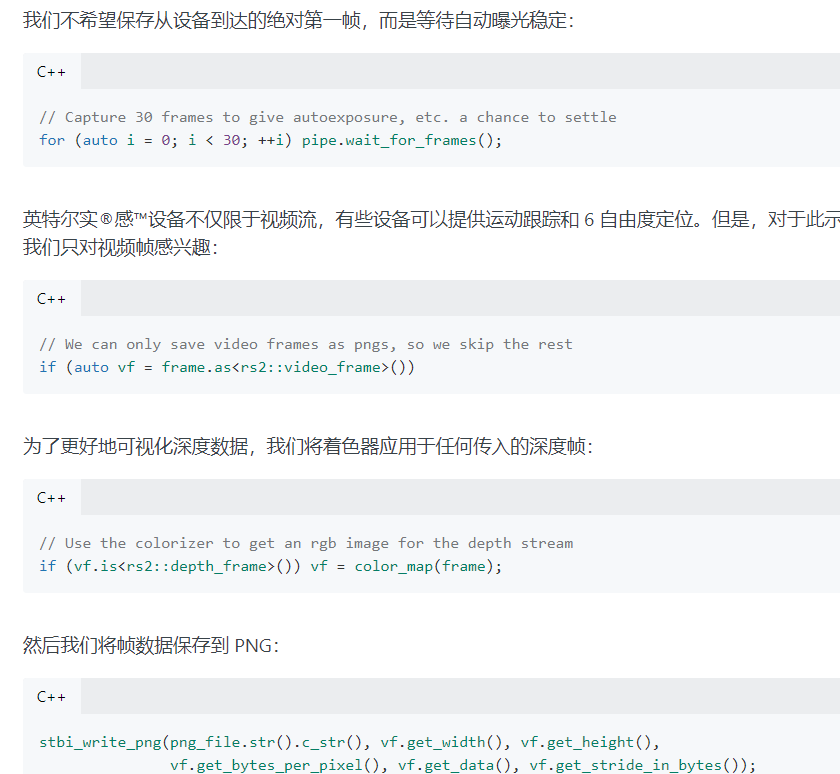 我们不希望保存从设备到达的绝对第一帧，而是等待自动曝光稳定：
C++
// Capture 30 frames to give autoexposure, etc. a chance to settle
for (auto i = 0; i < 30; ++i) pipe.wait_for_frames();
英特尔实®感™设备不仅限于视频流，有些设备可以提供运动跟踪和 6 自由度定位。但是，对于此示
我们只对视频帧感兴趣：
C++
// We can only save video frames as pngs, so we skip the rest
if (auto vf = frame.as<rs2::video_frame>())
为了更好地可视化深度数据，我们将着色器应用于任何传入的深度帧：
C++
// Use the colorizer to get an rgb image for the depth stream
if (vf.is<rs2::depth_frame>()) vf = color_map(frame);
然后我们将帧数据保存到 PNG：
C++
stbi_write_png(png_file.str().c_str(), vf.get_width(), vf.get_height(),
vf.get_bytes_per_pixel(), vf.get_data(), vf.get_stride_in_bytes());